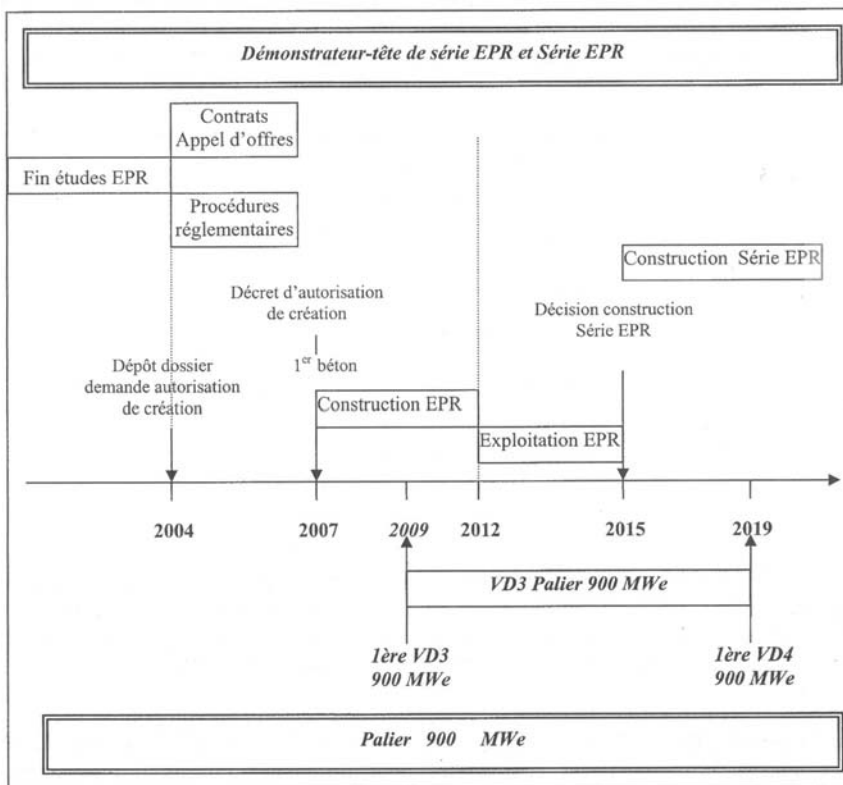 Démonstrateur-tête de série EPR et Série EPR
Contrats
Appel d'offres
Fin études EPR
Procédures
réglementaires
Construction Série EPR
Décret d'autorisation
de création
Décision construction
Série EPR
1er béton
Dépôt dossier
demande autorisation
de création
Construction EPR
Exploitation EPR
2004 2007 2009 2012 2015 2019
VD3 Palier 900 MWe
1ère VD3
900 MWe
1ère VD4
900 MWe
Palier 900 MWe